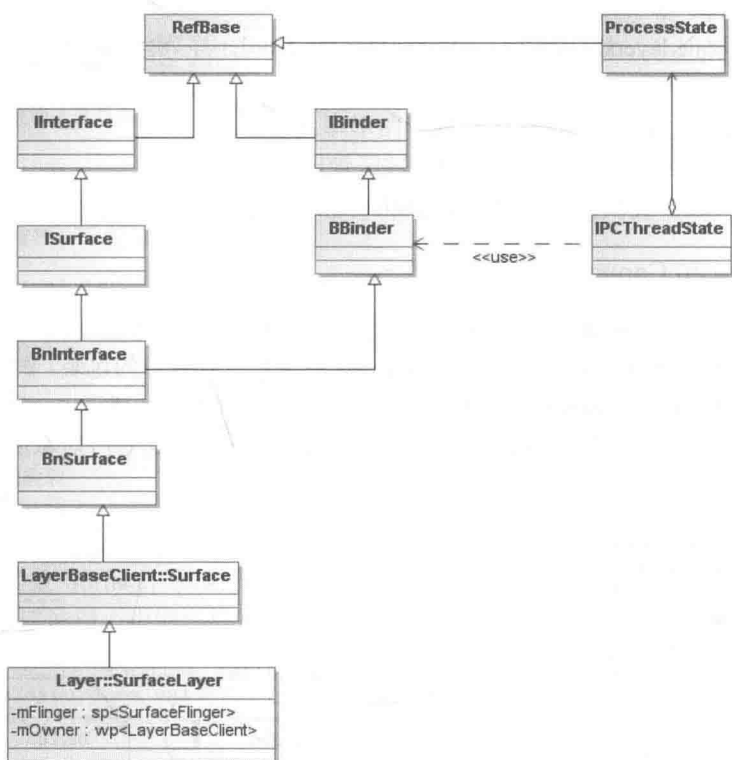 RefBase
ProcessState
IInterface
IBinder
ISurface
BBinder
IPCThreadState
<<use>>
BnInterface
BnSurface
LayerBaseClient::Surface
Layer::SurfaceLayer
-mFlinger : sp<SurfaceFlinger>
-mOwner : wp<LayerBaseClient>